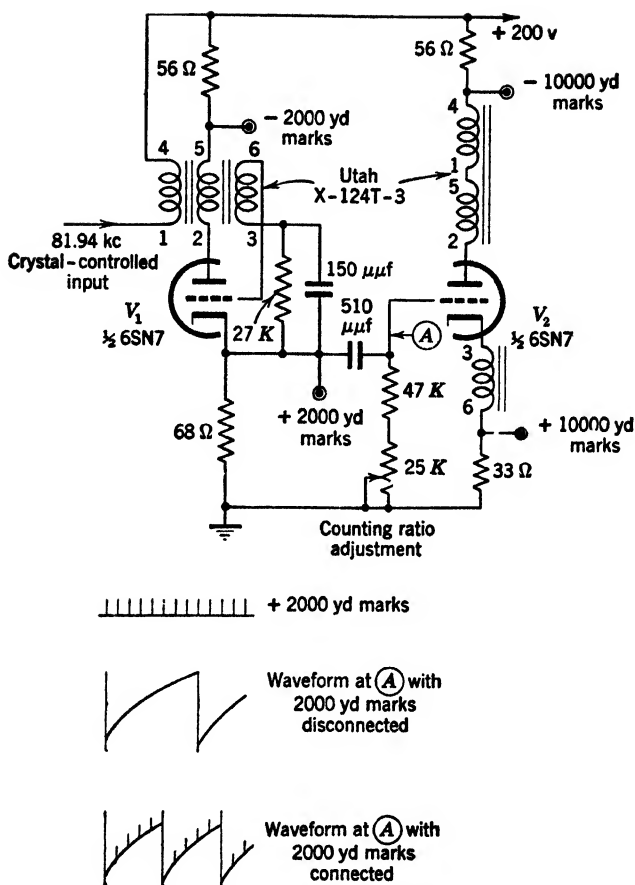 + 200 v
56 Ω
56 Ω
− 2000 yd
marks
− 10000 yd
marks
4
5
6
4
1
5
2
Utah
X-124T-3
1
2
3
81.94 kc
Crystal-controlled
input
150 μμf
510
μμf
V1
½ 6SN7
27 K
A
V2
½ 6SN7
3
6
+ 2000 yd
marks
47 K
+ 10000 yd
marks
68 Ω
25 K
33 Ω
Counting ratio
adjustment
+ 2000 yd marks
Waveform at A with
2000 yd marks
disconnected
Waveform at A with
2000 yd marks
connected